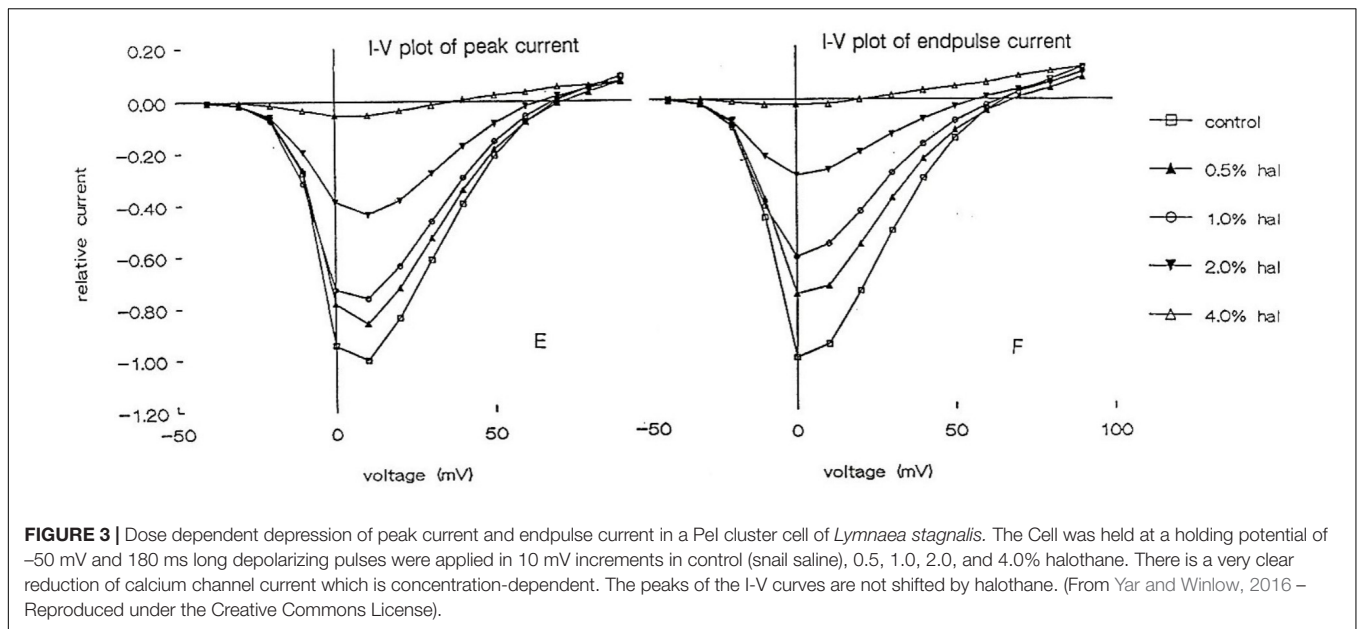 I-V plot of peak current
I-V plot of endpulse current
0.20
0.00
−0.20
−0.40
−0.60
−0.80
−1.00
−1.20
relative current
E
F
−50
0
50
−50
0
50
100
voltage (mV)
voltage (mV)
control
0.5% hal
1.0% hal
2.0% hal
4.0% hal
FIGURE 3 | Dose dependent depression of peak current and endpulse current in a PeI cluster cell of Lymnaea stagnalis. The Cell was held at a holding potential of
–50 mV and 180 ms long depolarizing pulses were applied in 10 mV increments in control (snail saline), 0.5, 1.0, 2.0, and 4.0% halothane. There is a very clear
reduction of calcium channel current which is concentration-dependent. The peaks of the I-V curves are not shifted by halothane. (From Yar and Winlow, 2016 –
Reproduced under the Creative Commons License).